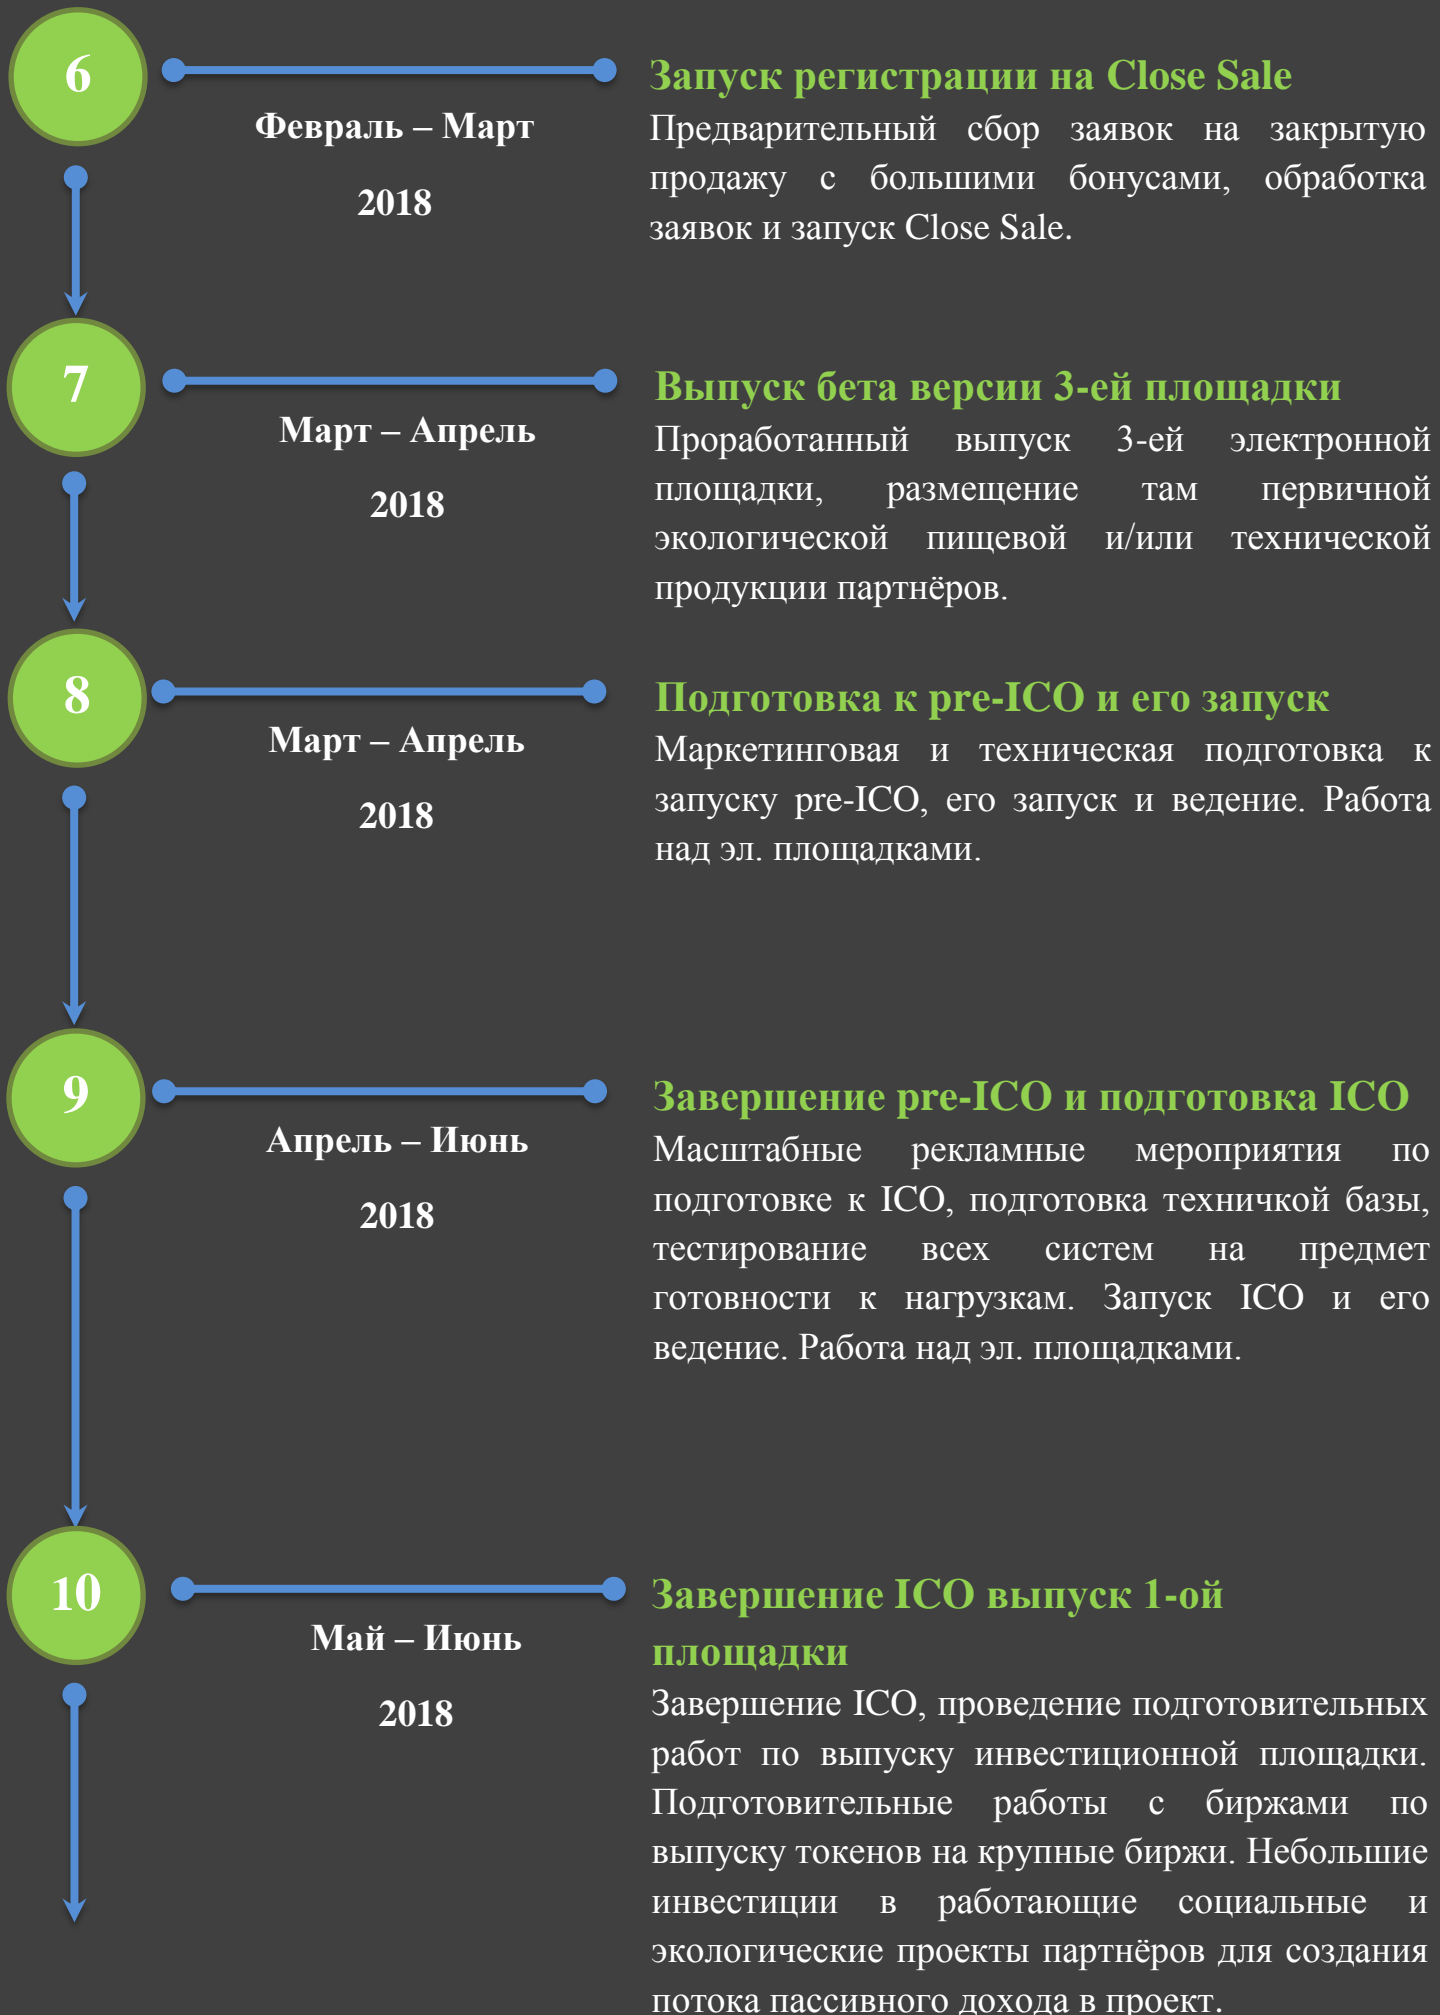 6
Запуск регистрации на Close Sale
Февраль – Март
2018
Предварительный сбор заявок на закрытую
продажу с большими бонусами, обработка
заявок и запуск Close Sale.
7
Выпуск бета версии 3-ей площадки
Март – Апрель
2018
Проработанный выпуск 3-ей электронной
площадки, размещение там первичной
экологической пищевой и/или технической
продукции партнёров.
8
Подготовка к pre-ICO и его запуск
Март – Апрель
2018
Маркетинговая и техническая подготовка к
запуску pre-ICO, его запуск и ведение. Работа
над эл. площадками.
9
Завершение pre-ICO и подготовка ICO
Апрель – Июнь
2018
Масштабные рекламные мероприятия по
подготовке к ICO, подготовка техничкой базы,
тестирование всех систем на предмет
готовности к нагрузкам. Запуск ICO и его
ведение. Работа над эл. площадками.
10
Завершение ICO выпуск 1-ой
площадки
Май – Июнь
2018
Завершение ICO, проведение подготовительных
работ по выпуску инвестиционной площадки.
Подготовительные работы с биржами по
выпуску токенов на крупные биржи. Небольшие
инвестиции в работающие социальные и
экологические проекты партнёров для создания
потока пассивного дохода в проект.